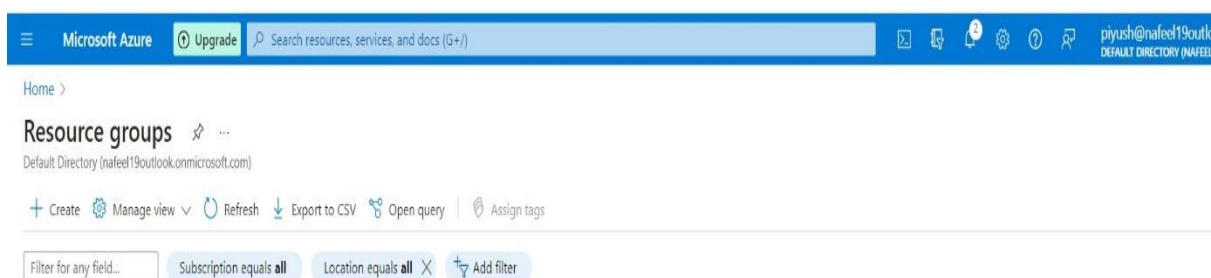 Microsoft Azure Upgrade Search resources, services, and docs (G+/) 2 piyush@nafeel19outlo
DEFAULT DIRECTORY (NAFEEL
Home >
Resource groups ...
Default Directory (nafeel19outlook.onmicrosoft.com)
+ Create Manage view Refresh Export to CSV Open query Assign tags
Filter for any field... Subscription equals all Location equals all X Add filter